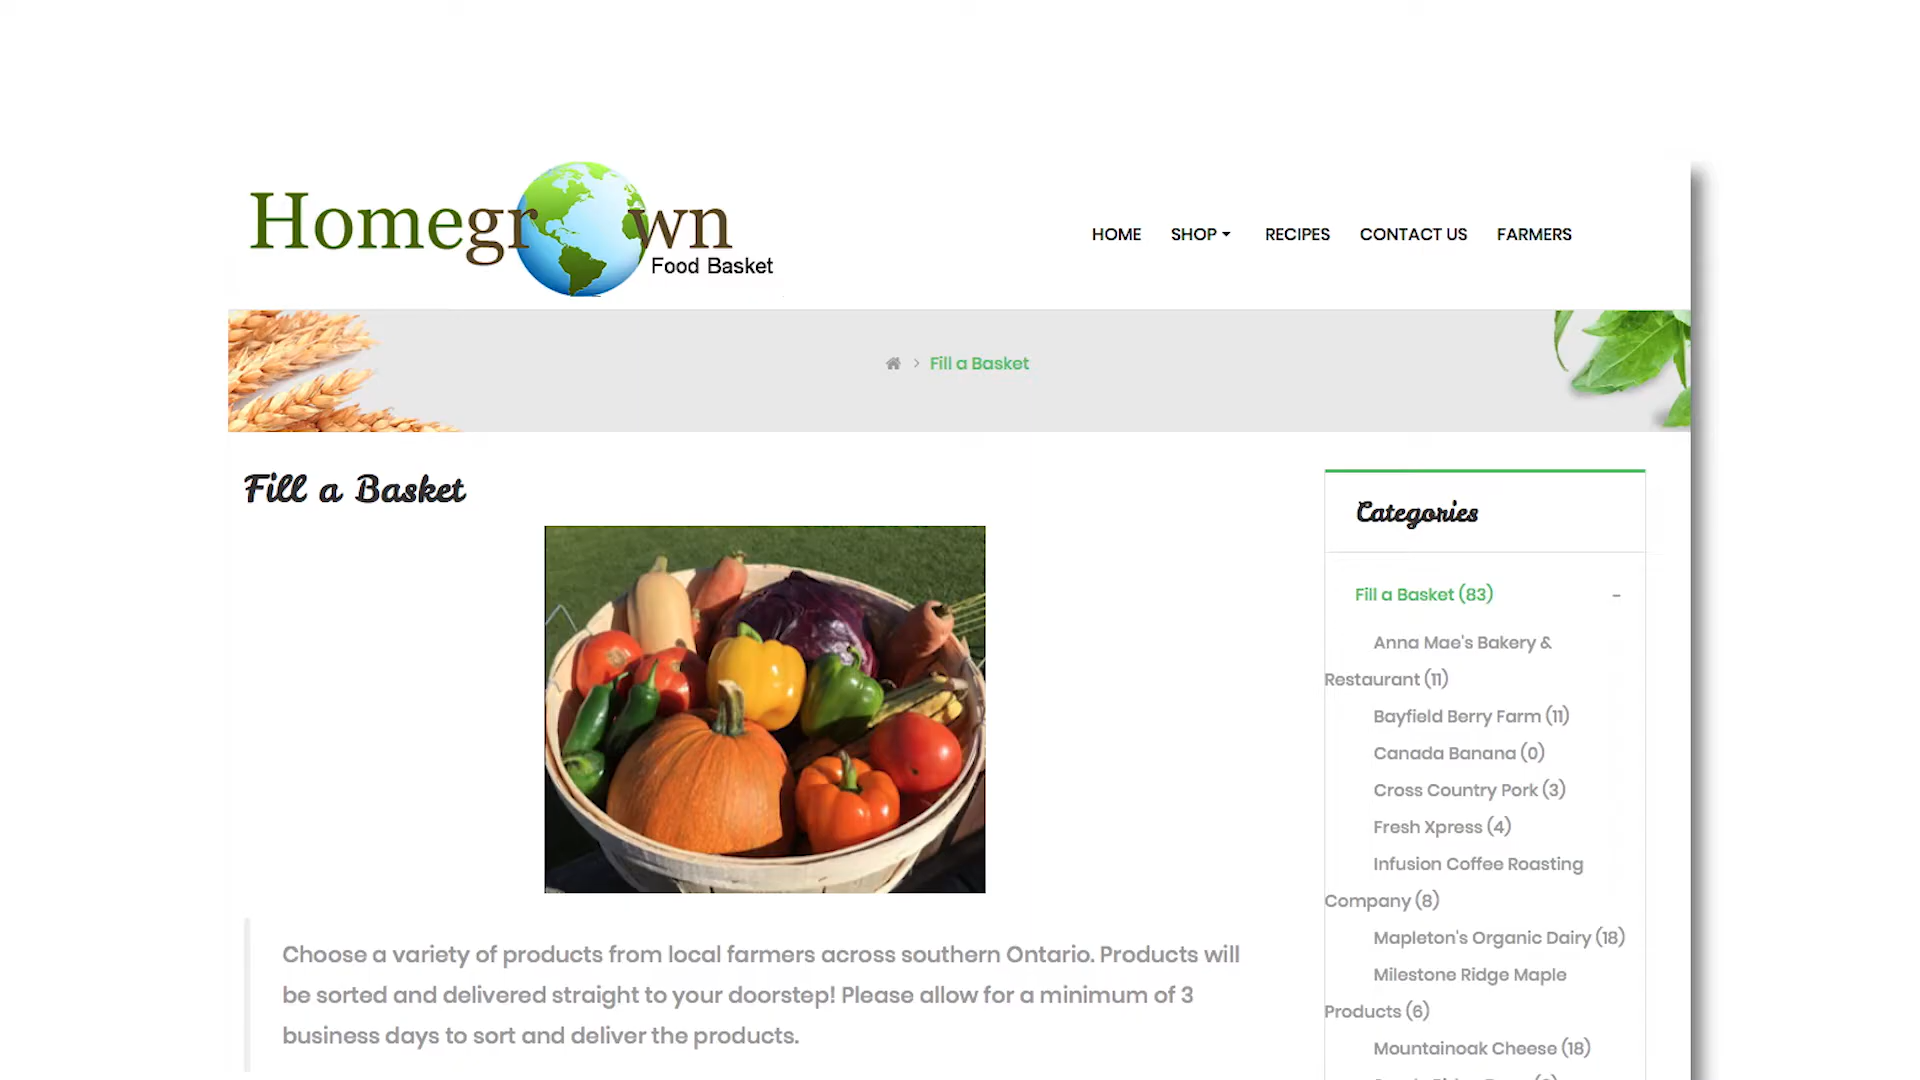 Homegrown
Food Basket
HOME SHOP RECIPES CONTACT US FARMERS
Fill a Basket
Fill a Basket
Choose a variety of products from local farmers across southern Ontario. Products will
be sorted and delivered straight to your doorstep! Please allow for a minimum of 3
business days to sort and deliver the products.
Categories
Fill a Basket (83) -
Anna Mae's Bakery &
Restaurant (11)
Bayfield Berry Farm (11)
Canada Banana (0)
Cross Country Pork (3)
Fresh Xpress (4)
Infusion Coffee Roasting
Company (8)
Mapleton's Organic Dairy (18)
Milestone Ridge Maple
Products (6)
Mountainoak Cheese (18)